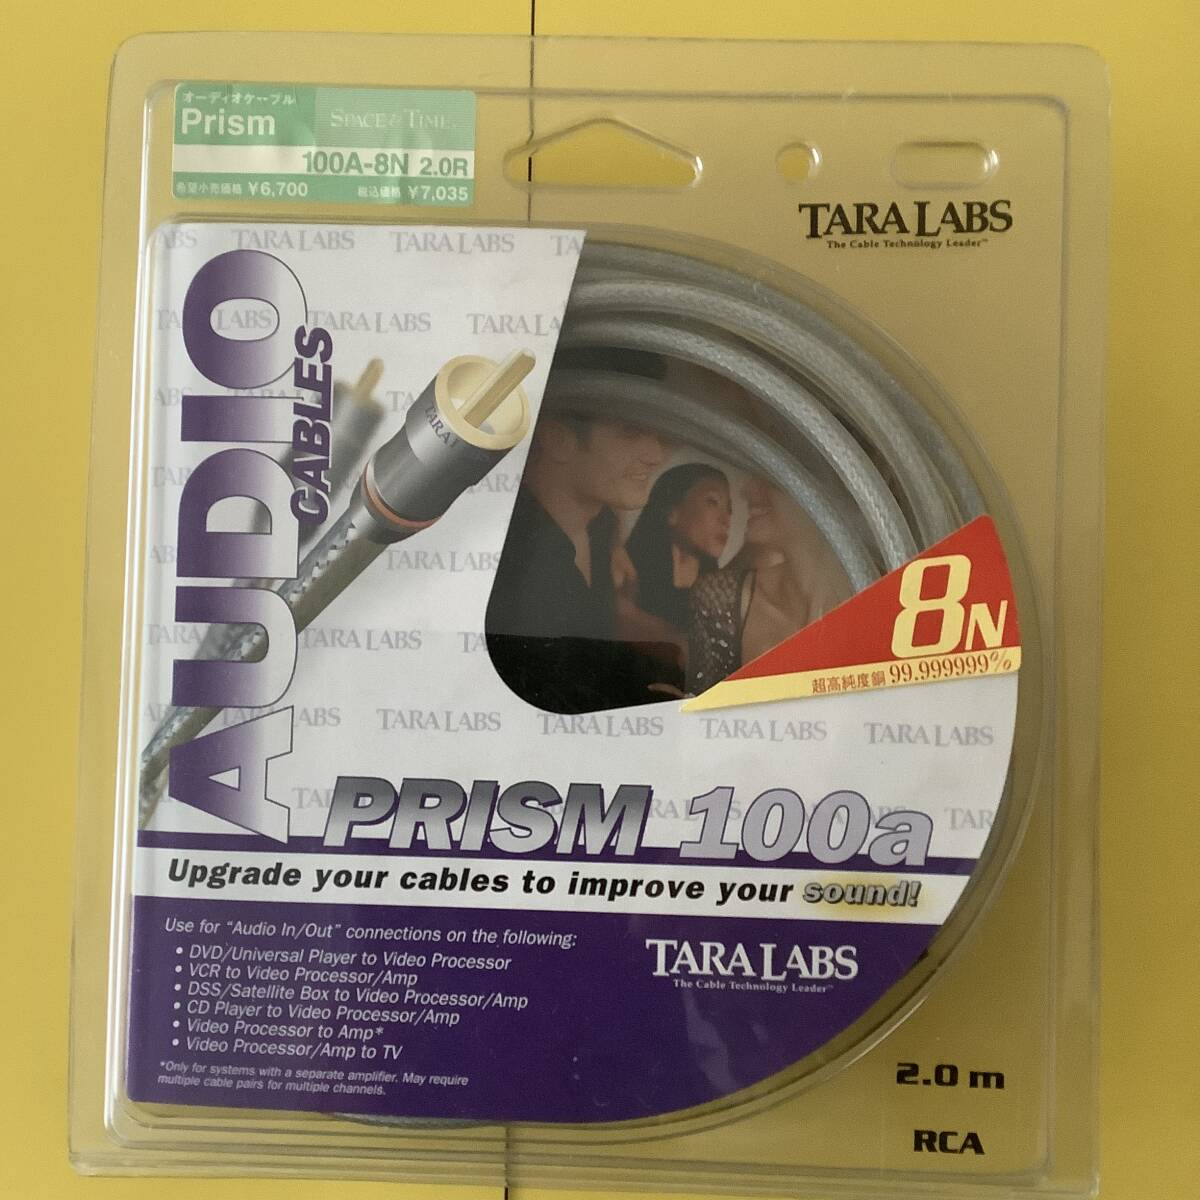 オーディオケーブル
Prism
SPACE & TIME
100A-8N 2.0R
希望小売価格 ¥6,700 税込価格 ¥7,035
TARA LABS
The Cable Technology Leader™
AUDIO
CABLES
TARA LABS
8N
超高純度銅 99.999999%
PRISM 100a
Upgrade your cables to improve your sound!
Use for "Audio In/Out" connections on the following:
• DVD/Universal Player to Video Processor
• VCR to Video Processor/Amp
• DSS/Satellite Box to Video Processor/Amp
• CD Player to Video Processor/Amp
• Video Processor to Amp*
• Video Processor/Amp to TV
*Only for systems with a separate amplifier. May require
multiple cable pairs for multiple channels.
TARA LABS
The Cable Technology Leader™
2.0 m
RCA